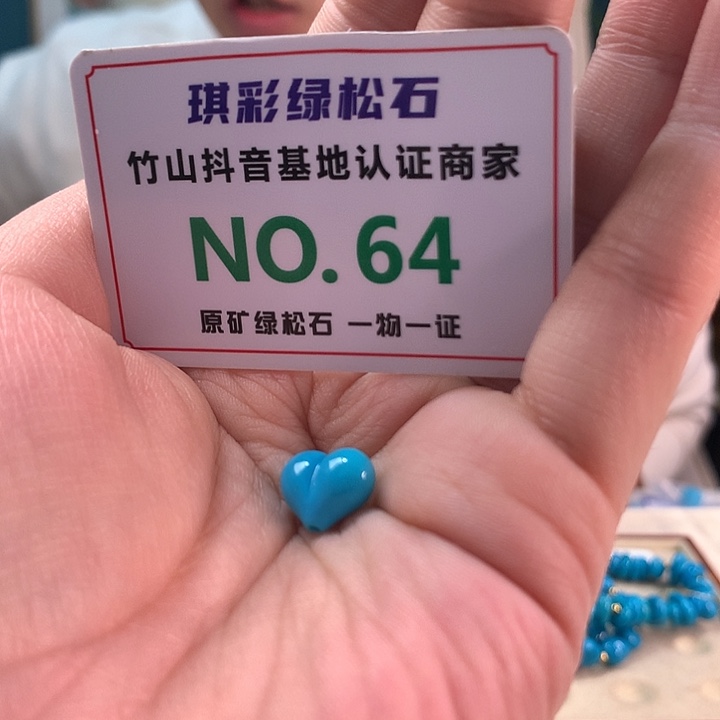 琪彩绿松石
竹山抖音基地认证商家
NO.64
原矿绿松石 一物一证